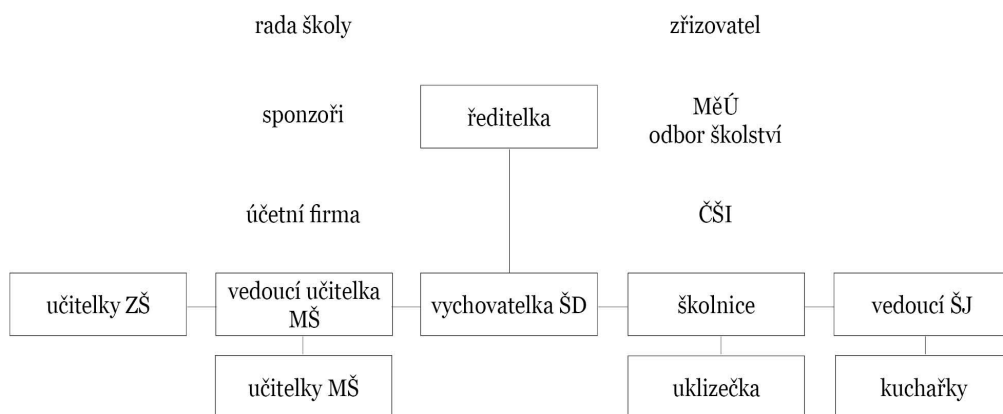 rada školy
zřizovatel
sponzoři
ředitelka
MěÚ
odbor školství
účetní firma
ČŠI
učitelky ZŠ
vedoucí učitelka
MŠ
vychovatelka ŠD
školnice
vedoucí ŠJ
učitelky MŠ
uklizečka
kuchařky